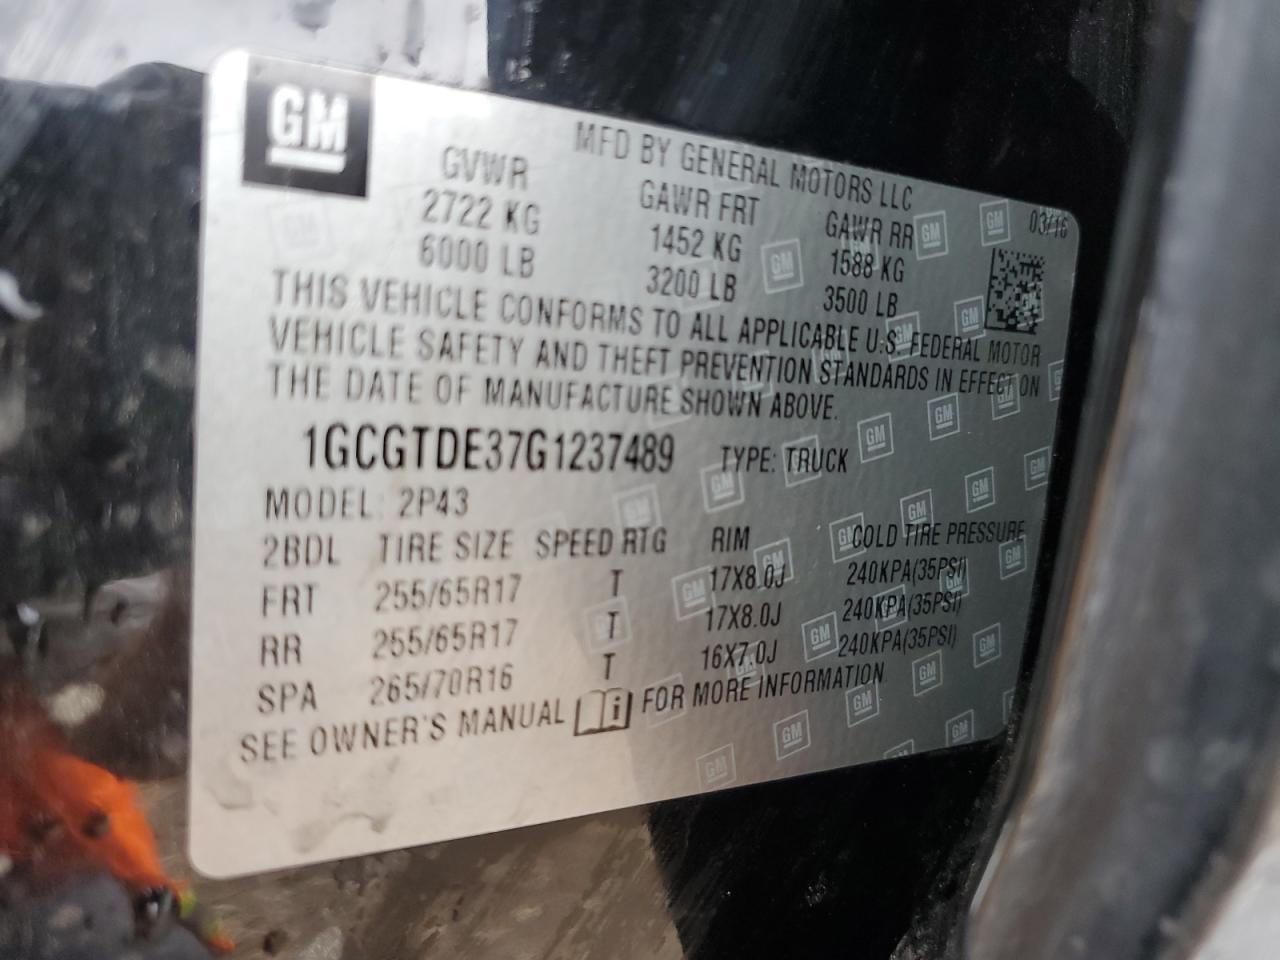 GM
MFD BY GENERAL MOTORS LLC
03/16
GVWR GAWR FRT GAWR RR
2722 KG 1452 KG 1588 KG
6000 LB 3200 LB 3500 LB
THIS VEHICLE CONFORMS TO ALL APPLICABLE U.S. FEDERAL MOTOR
VEHICLE SAFETY AND THEFT PREVENTION STANDARDS IN EFFECT ON
THE DATE OF MANUFACTURE SHOWN ABOVE.
1GCGTDE37G1237489 TYPE: TRUCK
MODEL: 2P43
2BDL TIRE SIZE SPEED RTG RIM COLD TIRE PRESSURE
FRT 255/65R17 T 17X8.0J 240KPA(35PSI)
RR 255/65R17 T 17X8.0J 240KPA(35PSI)
SPA 265/70R16 T 16X7.0J 240KPA(35PSI)
SEE OWNER'S MANUAL FOR MORE INFORMATION